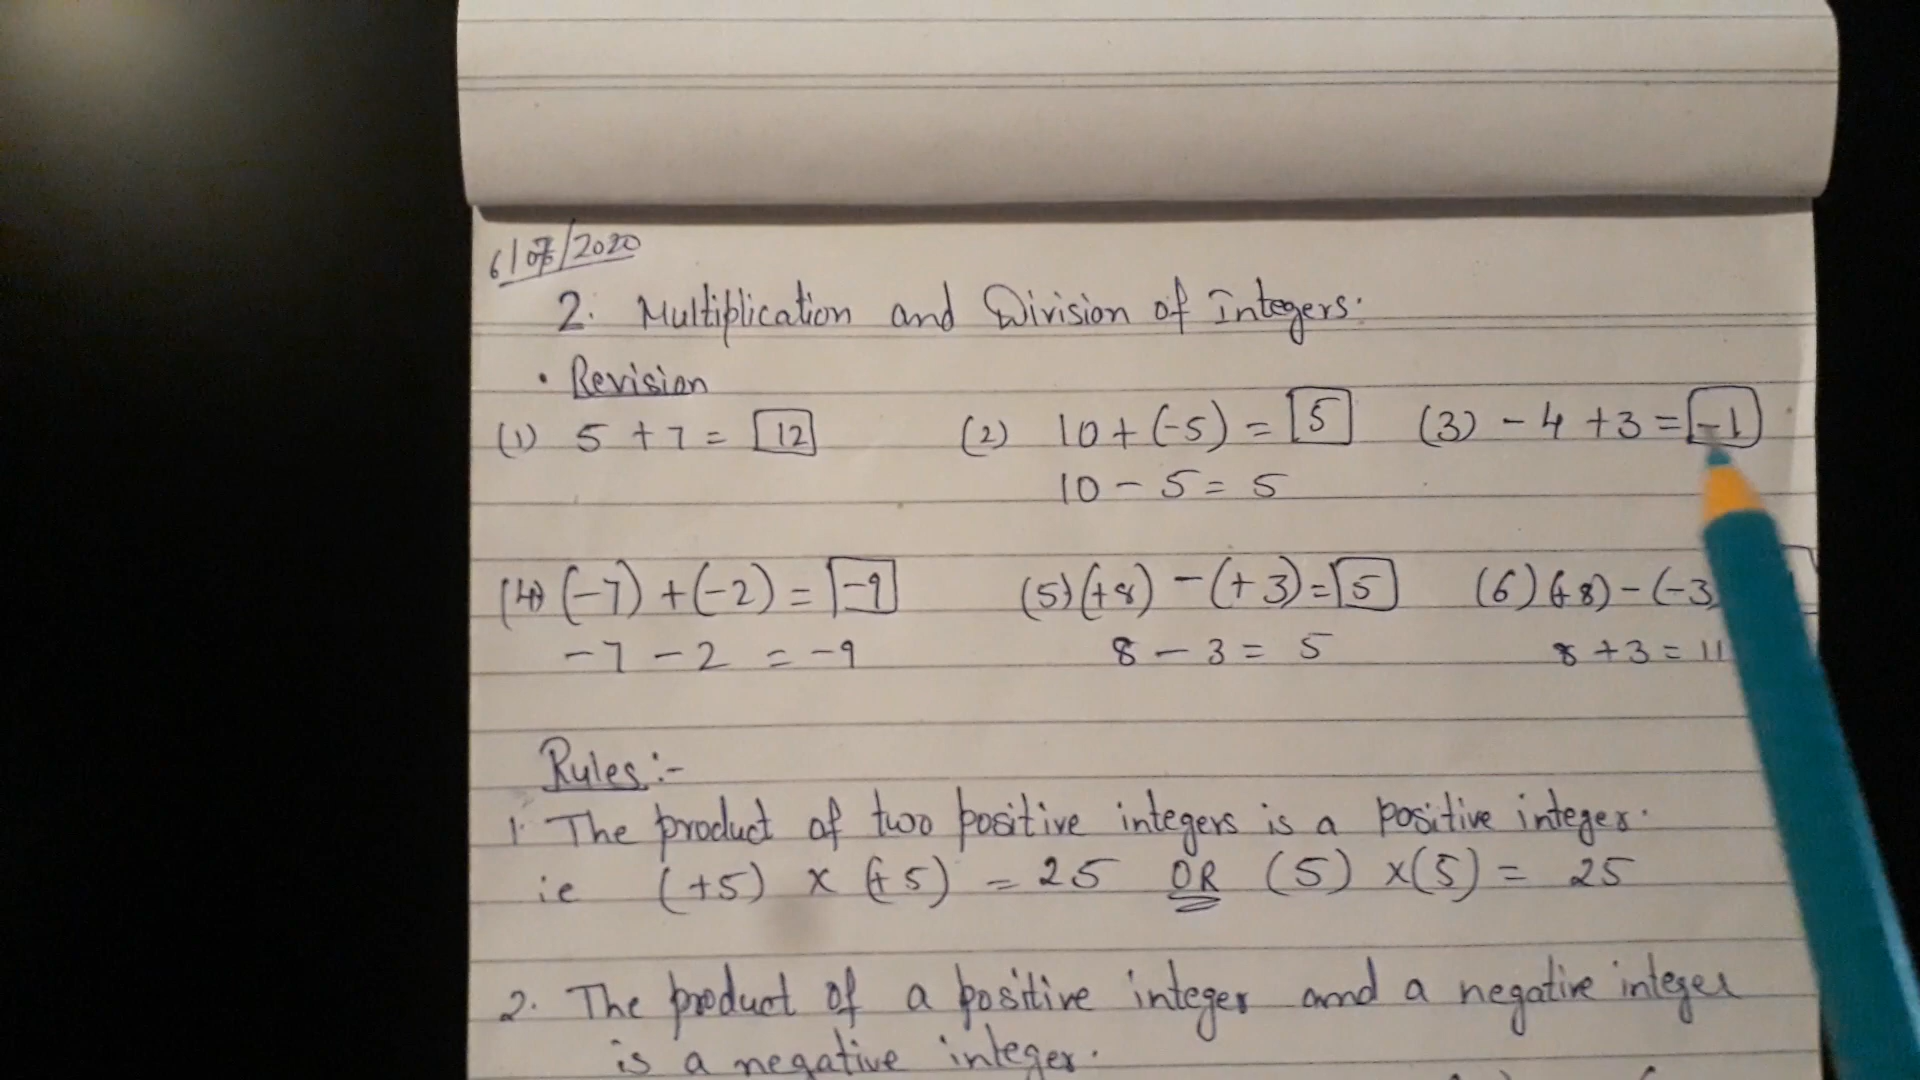 6/07/2020
2. Multiplication and Division of Integers.
• Revision
(1) 5 + 7 = 12 (2) 10 + (-5) = 5 (3) - 4 + 3 = -1
10 - 5 = 5
(4) (-7) + (-2) = -9 (5) (+8) - (+3) = 5 (6) (+8) - (-3
-7 - 2 = -9 8 - 3 = 5 8 + 3 = 11
Rules :-
1. The product of two positive integers is a positive integer.
ie (+5) x (+5) = 25 OR (5) x (5) = 25
2. The product of a positive integer and a negative integer
is a negative integer.